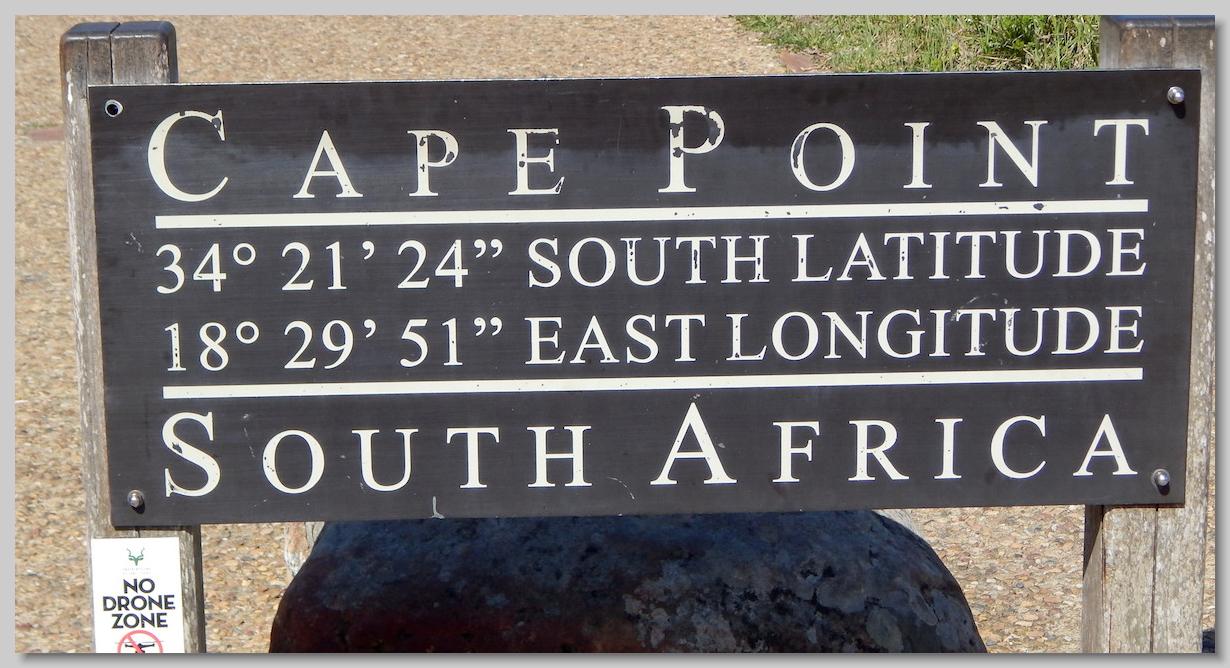 CAPE POINT
34° 21’ 24” SOUTH LATITUDE
18° 29’ 51” EAST LONGITUDE
SOUTH AFRICA
NO
DRONE
ZONE